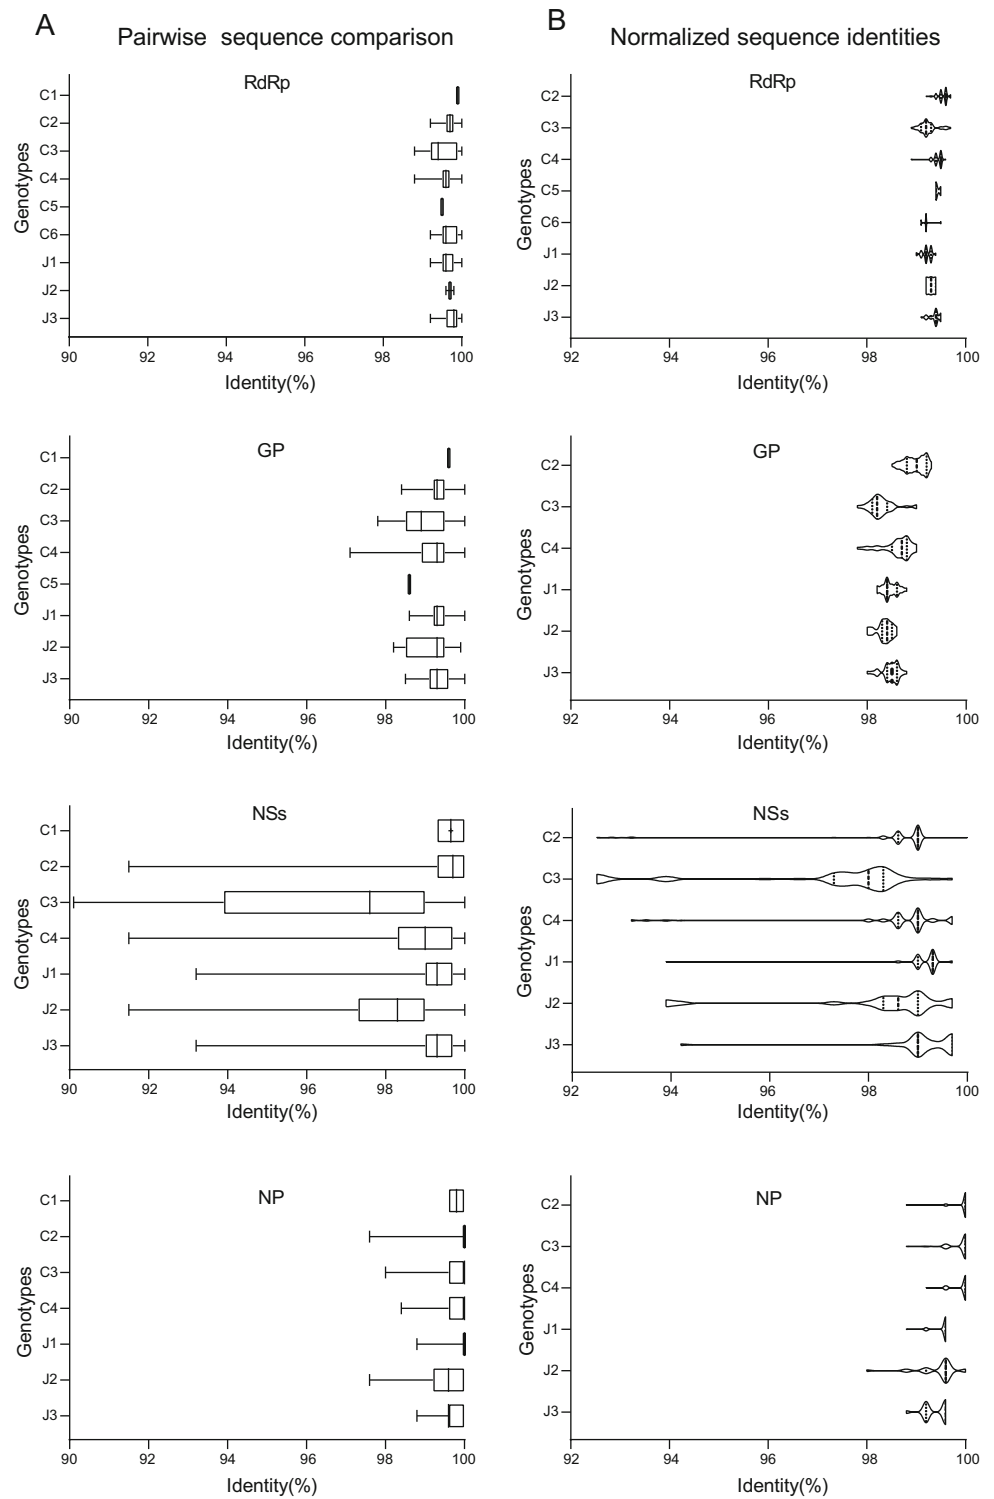 A
Pairwise sequence comparison
RdRp
Genotypes
C1
C2
C3
C4
C5
C6
J1
J2
J3
90 92 94 96 98 100
Identity(%)
GP
Genotypes
C1
C2
C3
C4
C5
J1
J2
J3
90 92 94 96 98 100
Identity(%)
NSs
Genotypes
C1
C2
C3
C4
J1
J2
J3
90 92 94 96 98 100
Identity(%)
NP
Genotypes
C1
C2
C3
C4
J1
J2
J3
90 92 94 96 98 100
Identity(%)
B
Normalized sequence identities
RdRp
Genotypes
C2
C3
C4
C5
C6
J1
J2
J3
92 94 96 98 100
Identity(%)
GP
Genotypes
C2
C3
C4
J1
J2
J3
92 94 96 98 100
Identity(%)
NSs
Genotypes
C2
C3
C4
J1
J2
J3
92 94 96 98 100
Identity(%)
NP
Genotypes
C2
C3
C4
J1
J2
J3
92 94 96 98 100
Identity(%)